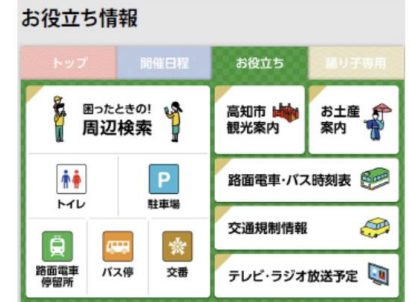 お役立ち情報
トップ
開催日程
お役立ち
踊り子専用
困ったときの!
周辺検索
トイレ
P
駐車場
路面電車
停留所
バス停
交番
高知市
観光案内
お土産
案内
路面電車・バス時刻表
交通規制情報
テレビ・ラジオ放送予定